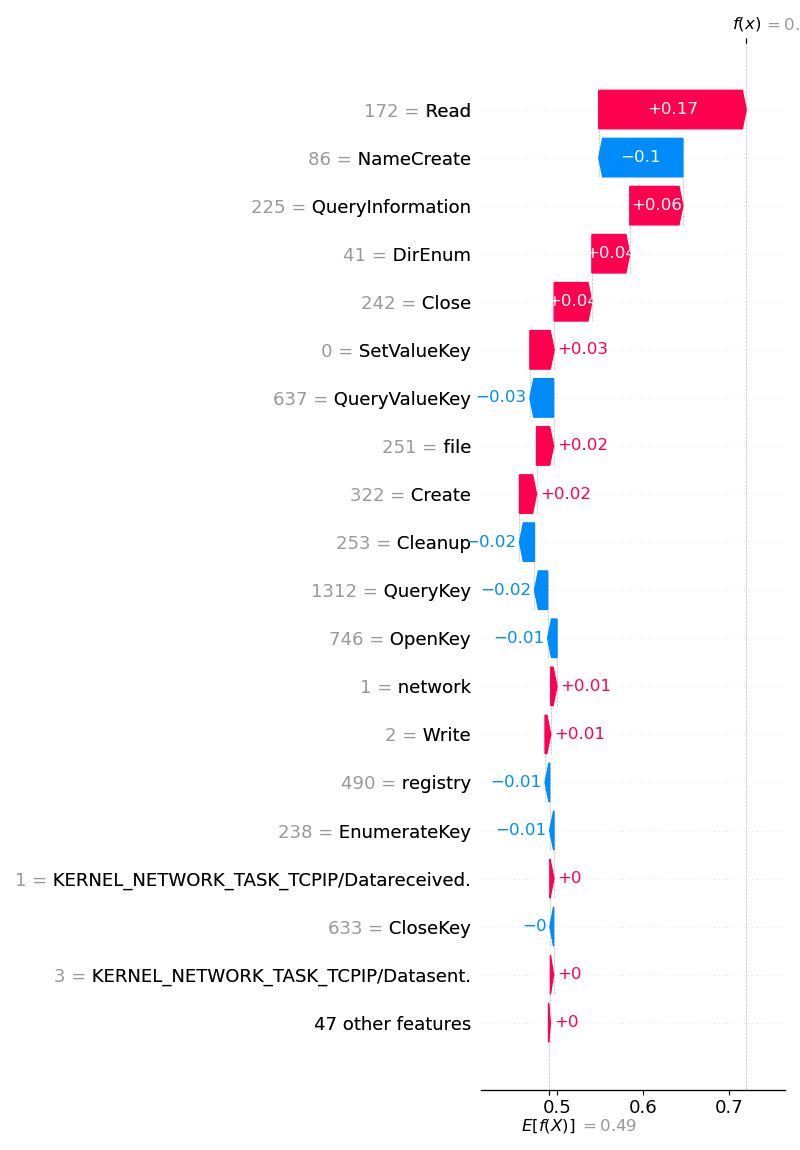 f(x) = 0.
172 = Read +0.17
86 = NameCreate −0.1
225 = QueryInformation +0.06
41 = DirEnum +0.04
242 = Close +0.04
0 = SetValueKey +0.03
637 = QueryValueKey −0.03
251 = file +0.02
322 = Create +0.02
253 = Cleanup −0.02
1312 = QueryKey −0.02
746 = OpenKey −0.01
1 = network +0.01
2 = Write +0.01
490 = registry −0.01
238 = EnumerateKey −0.01
1 = KERNEL_NETWORK_TASK_TCPIP/Datareceived. +0
633 = CloseKey −0
3 = KERNEL_NETWORK_TASK_TCPIP/Datasent. +0
47 other features +0
0.5 0.6 0.7
E[f(X)] = 0.49